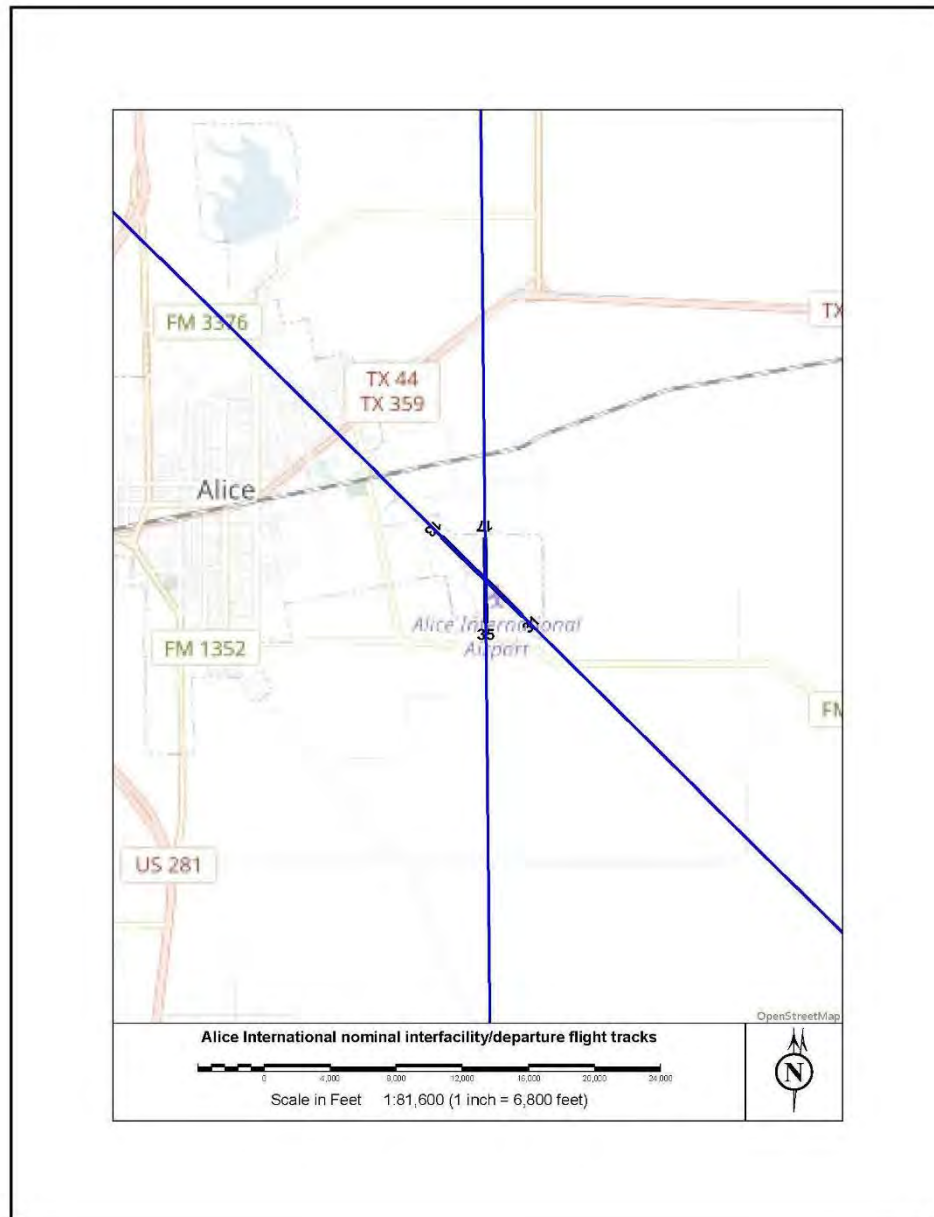 FM 3376
TX
TX 44
TX 359
Alice
13
17
Alice International
Airport
35
31
FM 1352
FM
US 281
OpenStreetMap
Alice International nominal interfacility/departure flight tracks
0 4,000 8,000 12,000 16,000 20,000 24,000
Scale in Feet 1:81,600 (1 inch = 6,800 feet)
N